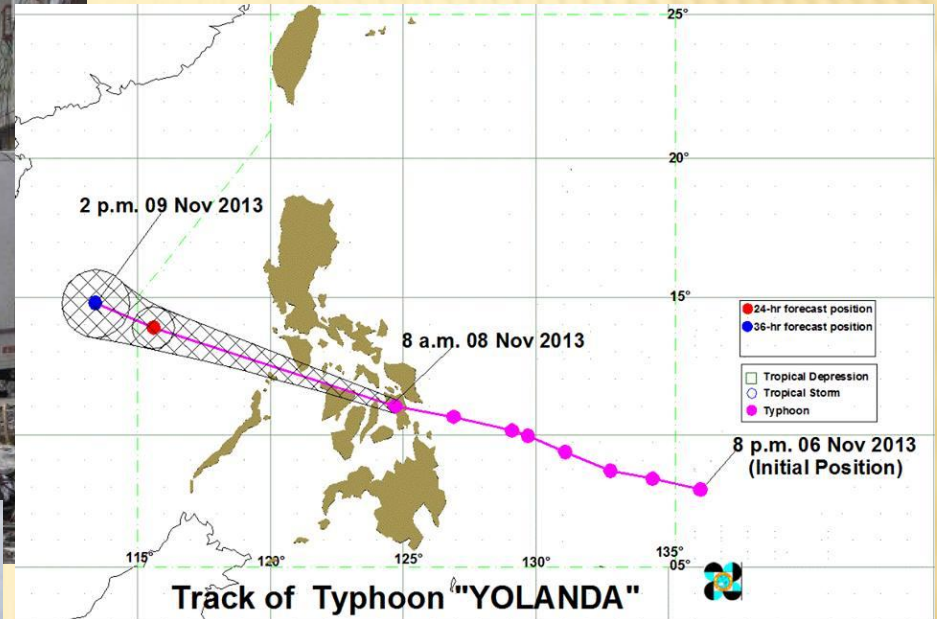 25°
20°
2 p.m. 09 Nov 2013
15°
24-hr forecast position
36-hr forecast position
8 a.m. 08 Nov 2013
Tropical Depression
Tropical Storm
Typhoon
8 p.m. 06 Nov 2013
(Initial Position)
115°
120°
125°
130°
135°
05°
Track of Typhoon "YOLANDA"